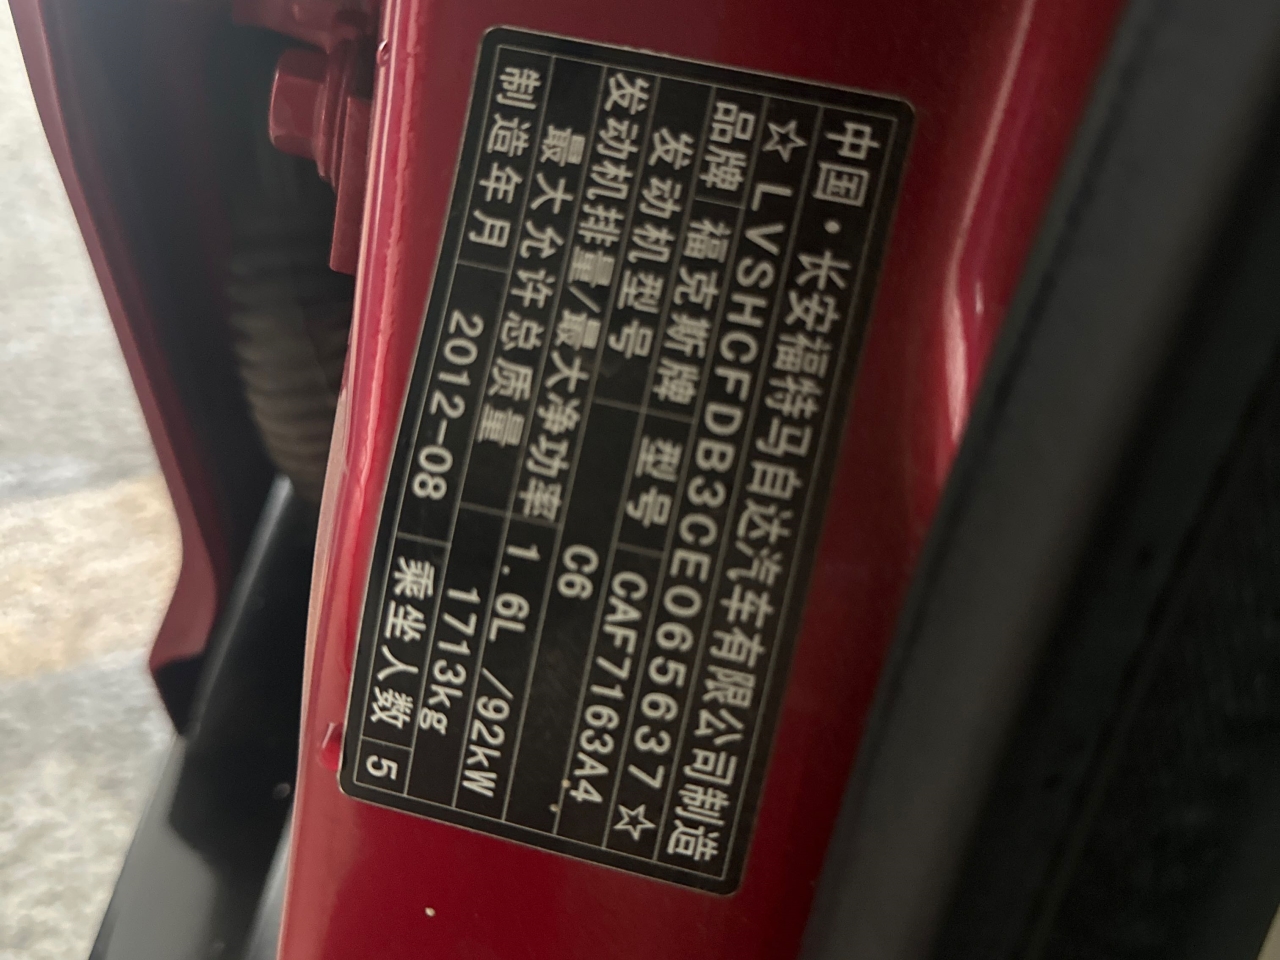 中国·长安福特马自达汽车有限公司制造
☆LVSHCFDB3CE065637☆
品牌 福克斯牌 型号 CAF7163A4
发动机型号 C6
发动机排量/最大净功率 1.6L /92kW
最大允许总质量 1713kg
制造年月 2012-08 乘坐人数 5